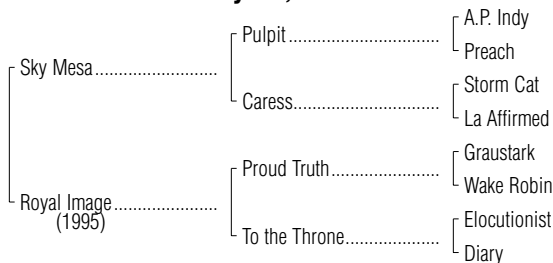 A.P. Indy
Pulpit
Preach
Sky Mesa
Storm Cat
Caress
La Affirmed
Graustark
Proud Truth
Wake Robin
Royal Image
(1995)
Elocutionist
To the Throne
Diary